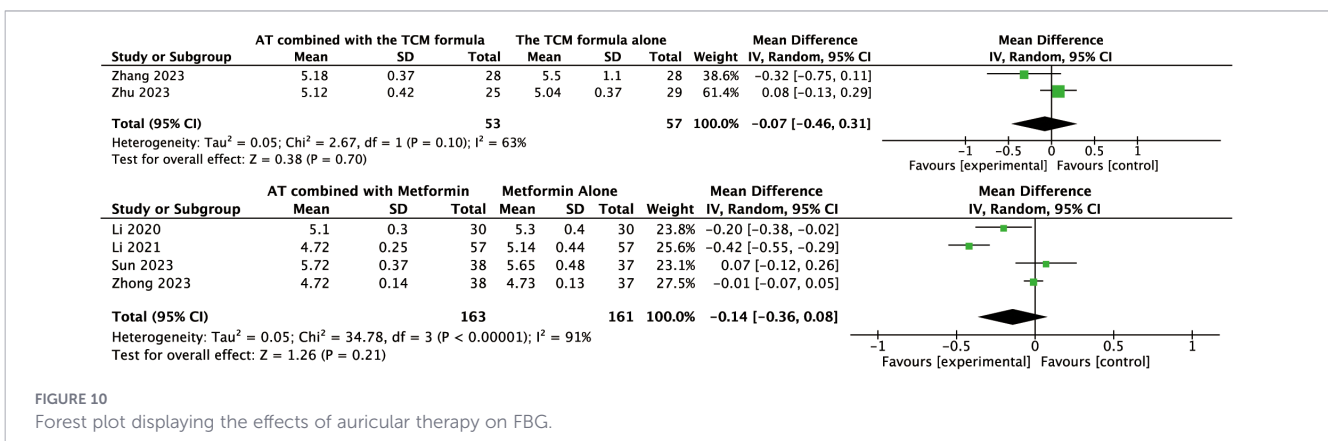 AT combined with the TCM formula The TCM formula alone Mean Difference Mean Difference
Study or Subgroup Mean SD Total Mean SD Total Weight IV, Random, 95% CI IV, Random, 95% CI
Zhang 2023 5.18 0.37 28 5.5 1.1 28 38.6% −0.32 [−0.75, 0.11]
Zhu 2023 5.12 0.42 25 5.04 0.37 29 61.4% 0.08 [−0.13, 0.29]
Total (95% CI) 53 57 100.0% −0.07 [−0.46, 0.31]
Heterogeneity: Tau² = 0.05; Chi² = 2.67, df = 1 (P = 0.10); I² = 63%
Test for overall effect: Z = 0.38 (P = 0.70)
−1 −0.5 0 0.5 1
Favours [experimental] Favours [control]
AT combined with Metformin Metformin Alone Mean Difference Mean Difference
Study or Subgroup Mean SD Total Mean SD Total Weight IV, Random, 95% CI IV, Random, 95% CI
Li 2020 5.1 0.3 30 5.3 0.4 30 23.8% −0.20 [−0.38, −0.02]
Li 2021 4.72 0.25 57 5.14 0.44 57 25.6% −0.42 [−0.55, −0.29]
Sun 2023 5.72 0.37 38 5.65 0.48 37 23.1% 0.07 [−0.12, 0.26]
Zhong 2023 4.72 0.14 38 4.73 0.13 37 27.5% −0.01 [−0.07, 0.05]
Total (95% CI) 163 161 100.0% −0.14 [−0.36, 0.08]
Heterogeneity: Tau² = 0.05; Chi² = 34.78, df = 3 (P < 0.00001); I² = 91%
Test for overall effect: Z = 1.26 (P = 0.21)
−1 −0.5 0 0.5 1
Favours [experimental] Favours [control]
FIGURE 10
Forest plot displaying the effects of auricular therapy on FBG.